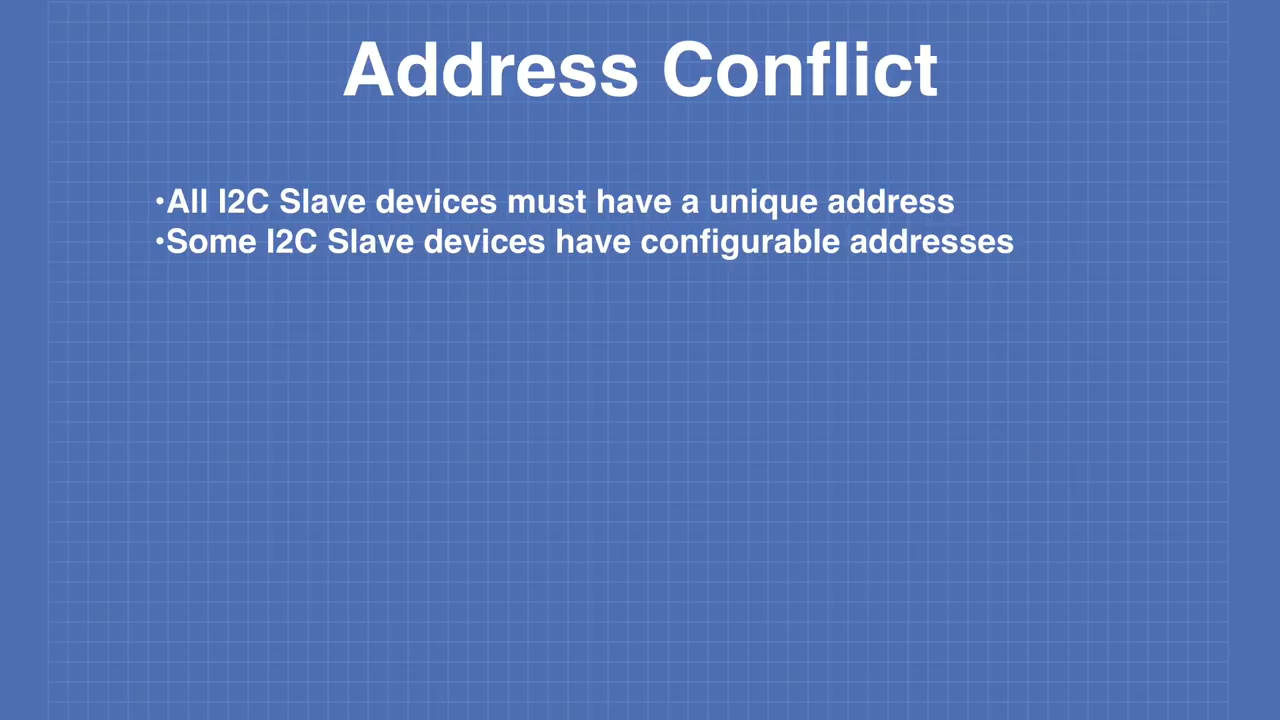 Address Conflict
•All I2C Slave devices must have a unique address
•Some I2C Slave devices have configurable addresses